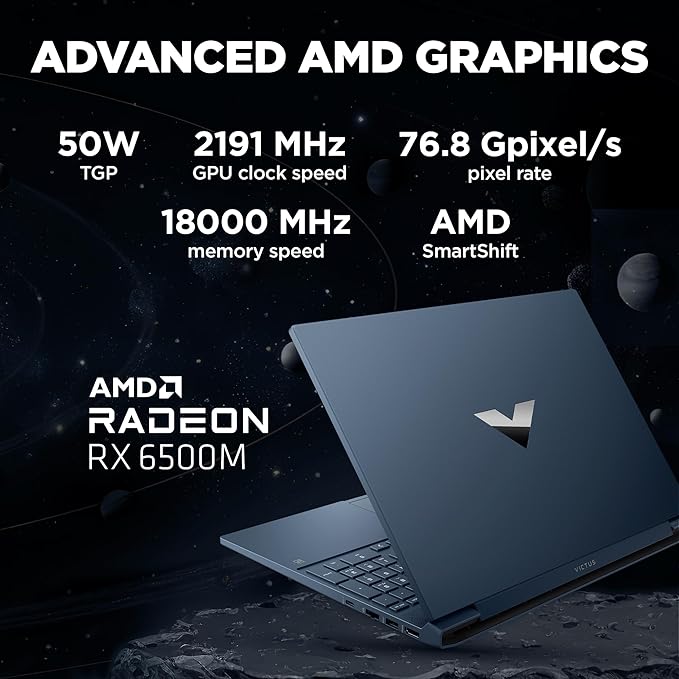 ADVANCED AMD GRAPHICS
50W 2191 MHz 76.8 Gpixel/s
TGP GPU clock speed pixel rate
18000 MHz AMD
memory speed SmartShift
AMD
RADEON
RX 6500M
VICTUS